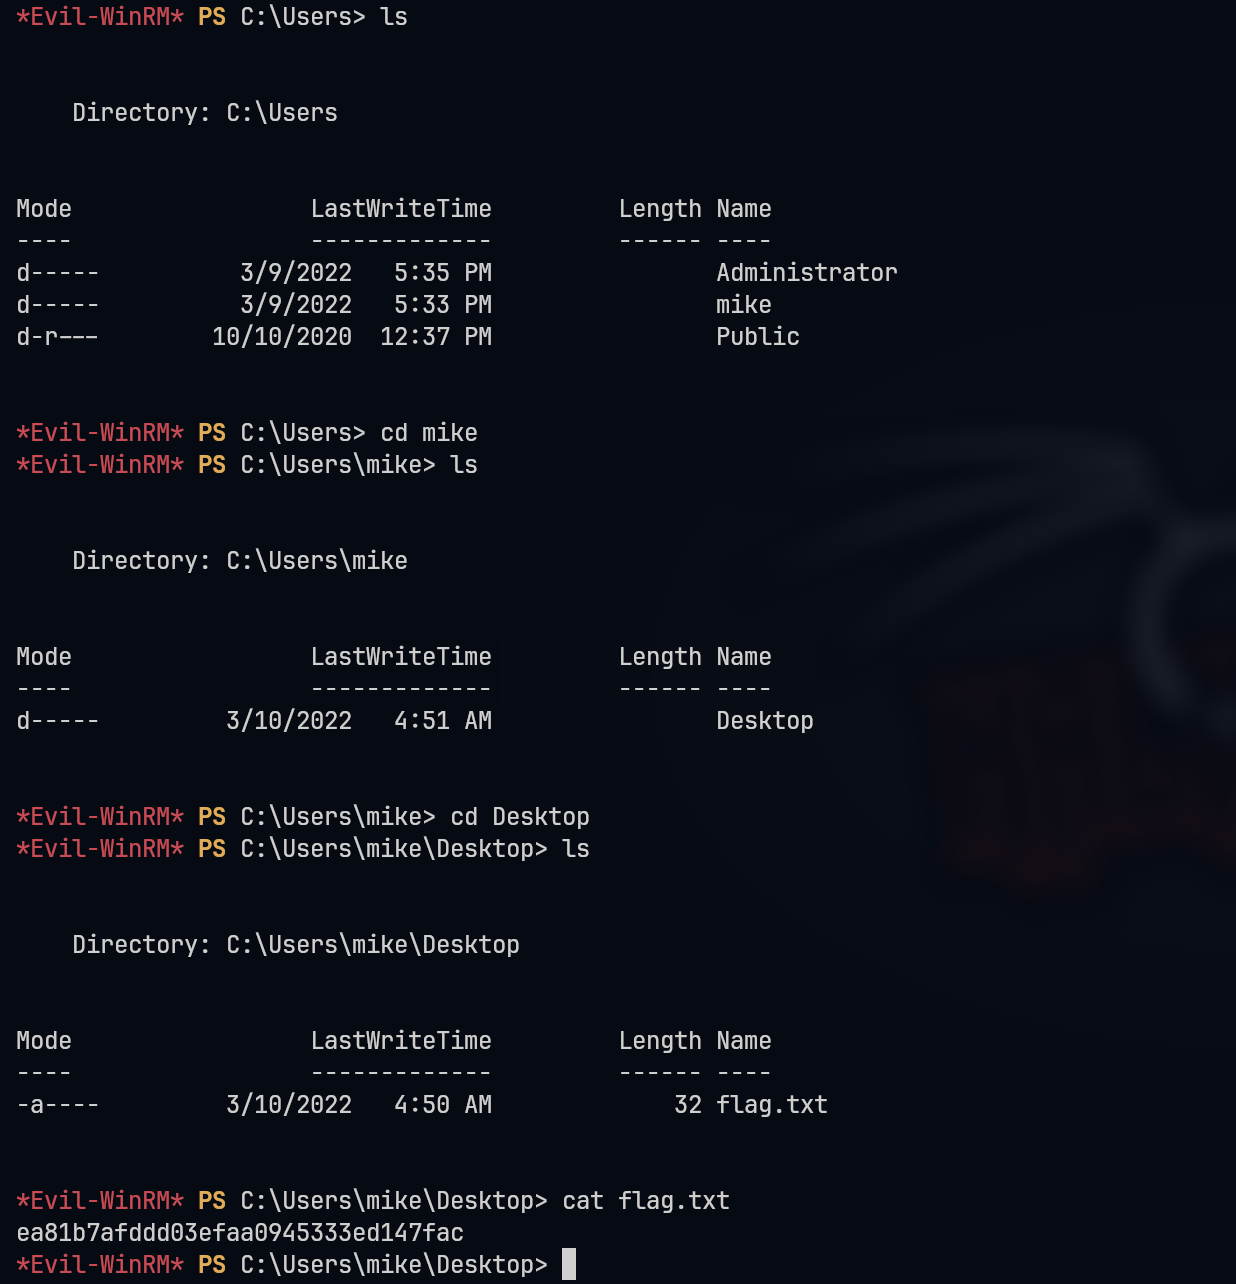 *Evil-WinRM* PS C:\Users> ls
Directory: C:\Users
Mode                     LastWriteTime         Length Name
----                     -------------         ------ ----
d-----          3/9/2022   5:35 PM                Administrator
d-----          3/9/2022   5:33 PM                mike
d-r---        10/10/2020  12:37 PM                Public
*Evil-WinRM* PS C:\Users> cd mike
*Evil-WinRM* PS C:\Users\mike> ls
Directory: C:\Users\mike
Mode                     LastWriteTime         Length Name
----                     -------------         ------ ----
d-----         3/10/2022   4:51 AM                Desktop
*Evil-WinRM* PS C:\Users\mike> cd Desktop
*Evil-WinRM* PS C:\Users\mike\Desktop> ls
Directory: C:\Users\mike\Desktop
Mode                     LastWriteTime         Length Name
----                     -------------         ------ ----
-a----         3/10/2022   4:50 AM             32 flag.txt
*Evil-WinRM* PS C:\Users\mike\Desktop> cat flag.txt
ea81b7afddd03efaa0945333ed147fac
*Evil-WinRM* PS C:\Users\mike\Desktop>